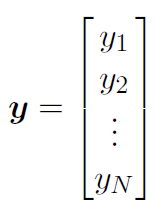 y = [
y1
y2
⋮
yN
]